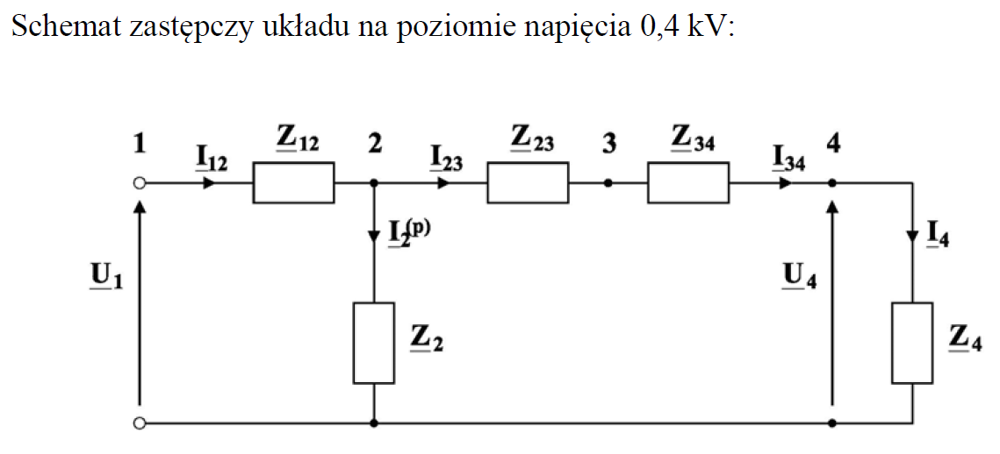 Schemat zastępczy układu na poziomie napięcia 0,4 kV:
1 I12 Z12 2 I23 Z23 3 Z34 I34 4
I2(p) I4
U1 U4
Z2 Z4